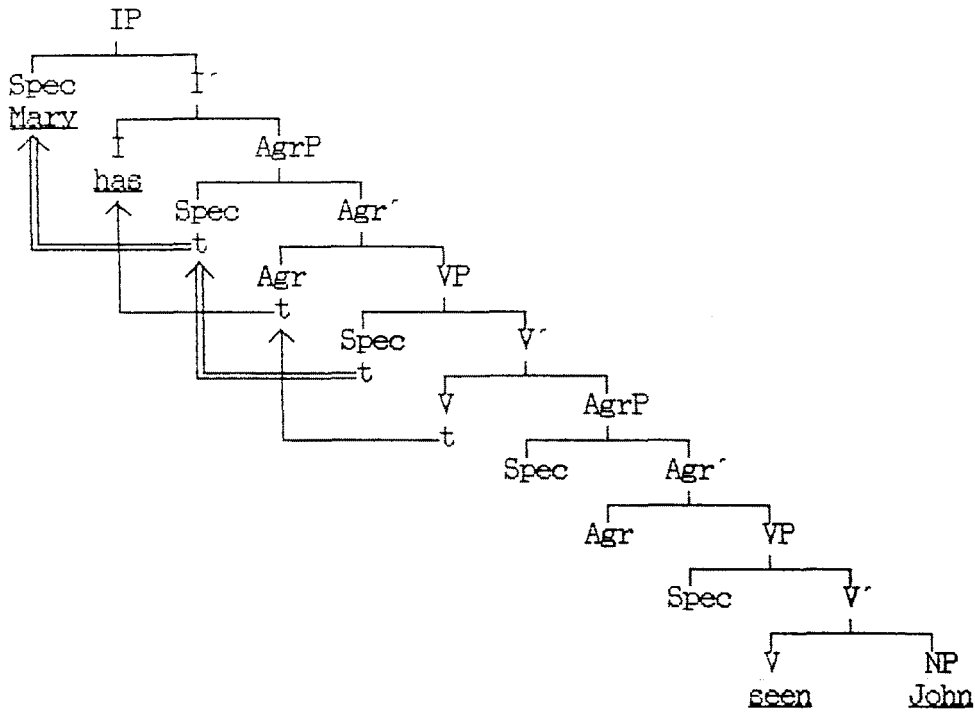 IP
Spec I´
Mary
I AgrP
has
Spec Agr´
t
Agr VP
t
Spec V´
t
V AgrP
t
Spec Agr´
Agr VP
Spec V´
V NP
seen John